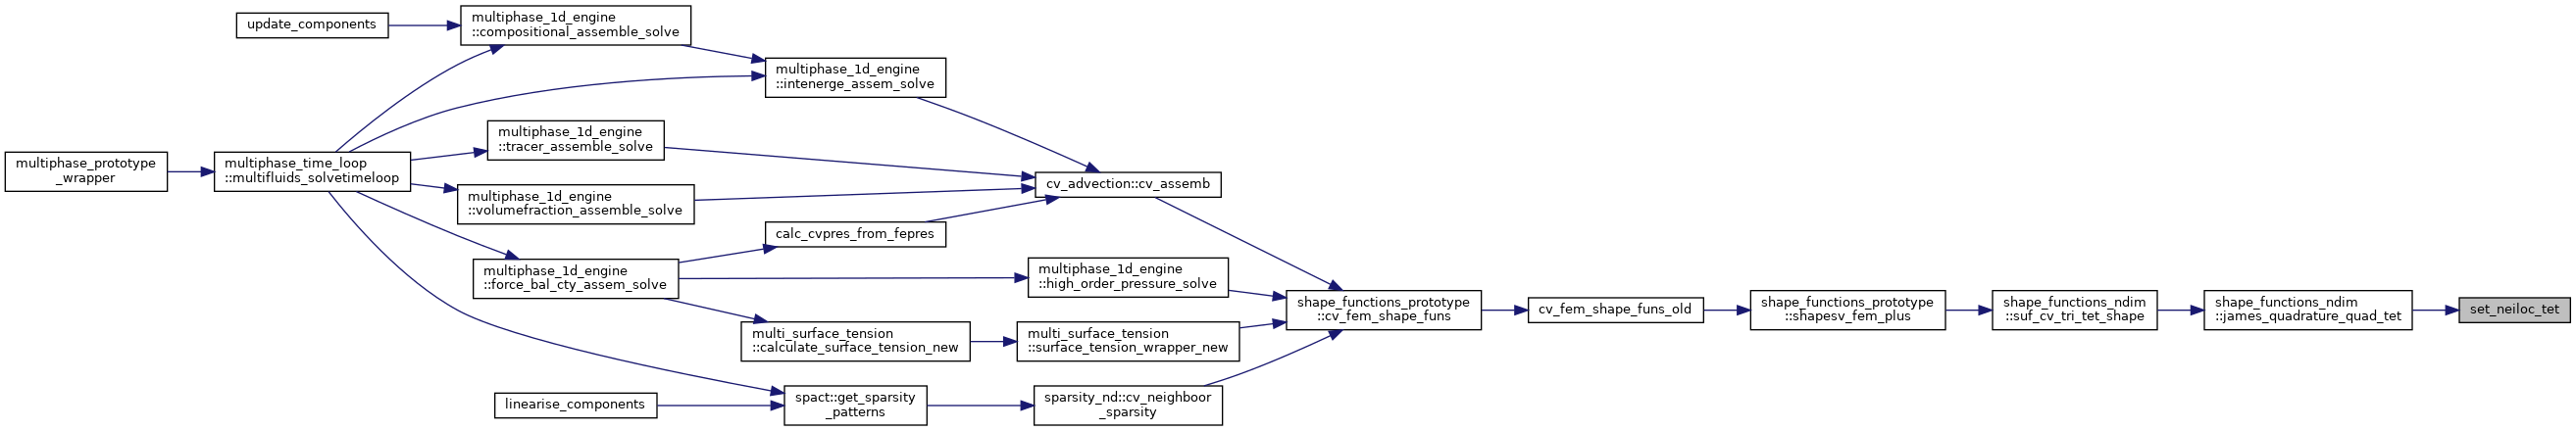 update_components
multiphase_1d_engine
::compositional_assemble_solve
multiphase_1d_engine
::intenerge_assem_solve
multiphase_1d_engine
::tracer_assemble_solve
multiphase_prototype
_wrapper
multiphase_time_loop
::multifluids_solvetimeloop
multiphase_1d_engine
::volumefraction_assemble_solve
cv_advection::cv_assemb
calc_cvpres_from_fepres
multiphase_1d_engine
::force_bal_cty_assem_solve
multiphase_1d_engine
::high_order_pressure_solve
shape_functions_prototype
::cv_fem_shape_funs
cv_fem_shape_funs_old
shape_functions_prototype
::shapesv_fem_plus
shape_functions_ndim
::suf_cv_tri_tet_shape
shape_functions_ndim
::james_quadrature_quad_tet
set_neiloc_tet
multi_surface_tension
::calculate_surface_tension_new
multi_surface_tension
::surface_tension_wrapper_new
linearise_components
spact::get_sparsity
_patterns
sparsity_nd::cv_neighboor
_sparsity